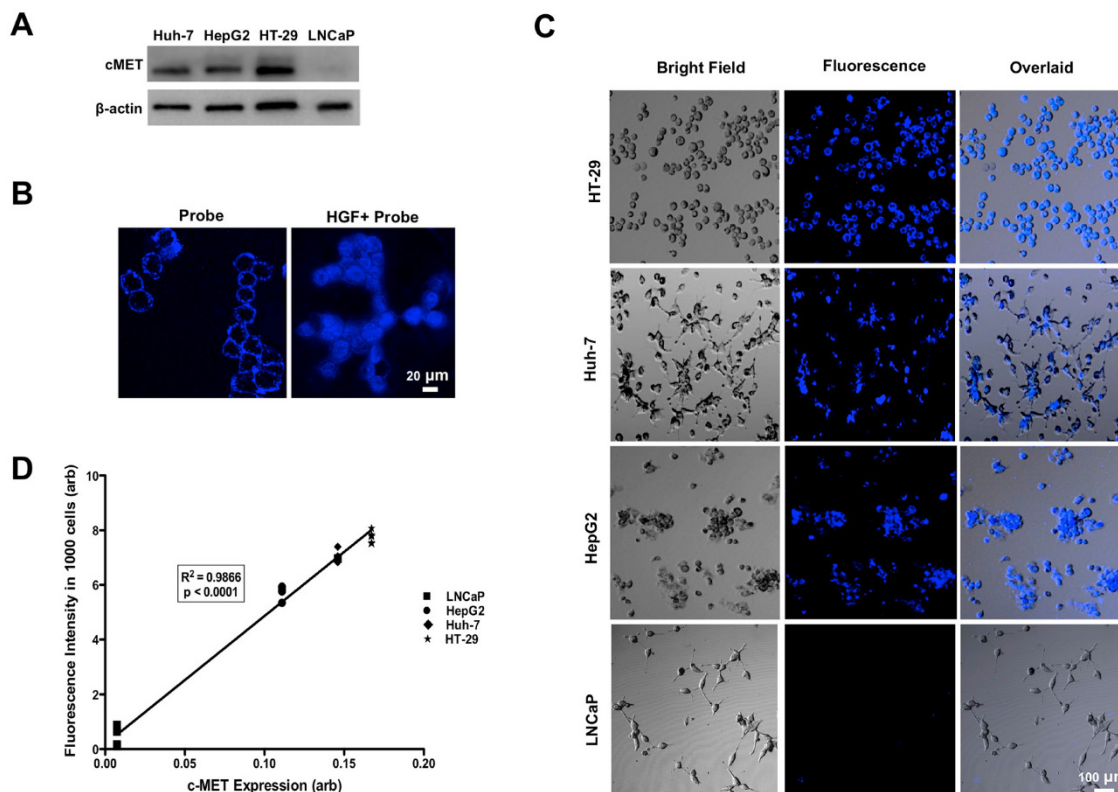 A
Huh-7 HepG2 HT-29 LNCaP
cMET
β-actin
B
Probe HGF+ Probe
20 µm
C
Bright Field Fluorescence Overlaid
HT-29
Huh-7
HepG2
LNCaP
100 µm
D
Fluorescence Intensity in 1000 cells (arb)
10
8
6
4
2
0
R² = 0.9866
p < 0.0001
LNCaP
HepG2
Huh-7
HT-29
0.00 0.05 0.10 0.15 0.20
c-MET Expression (arb)